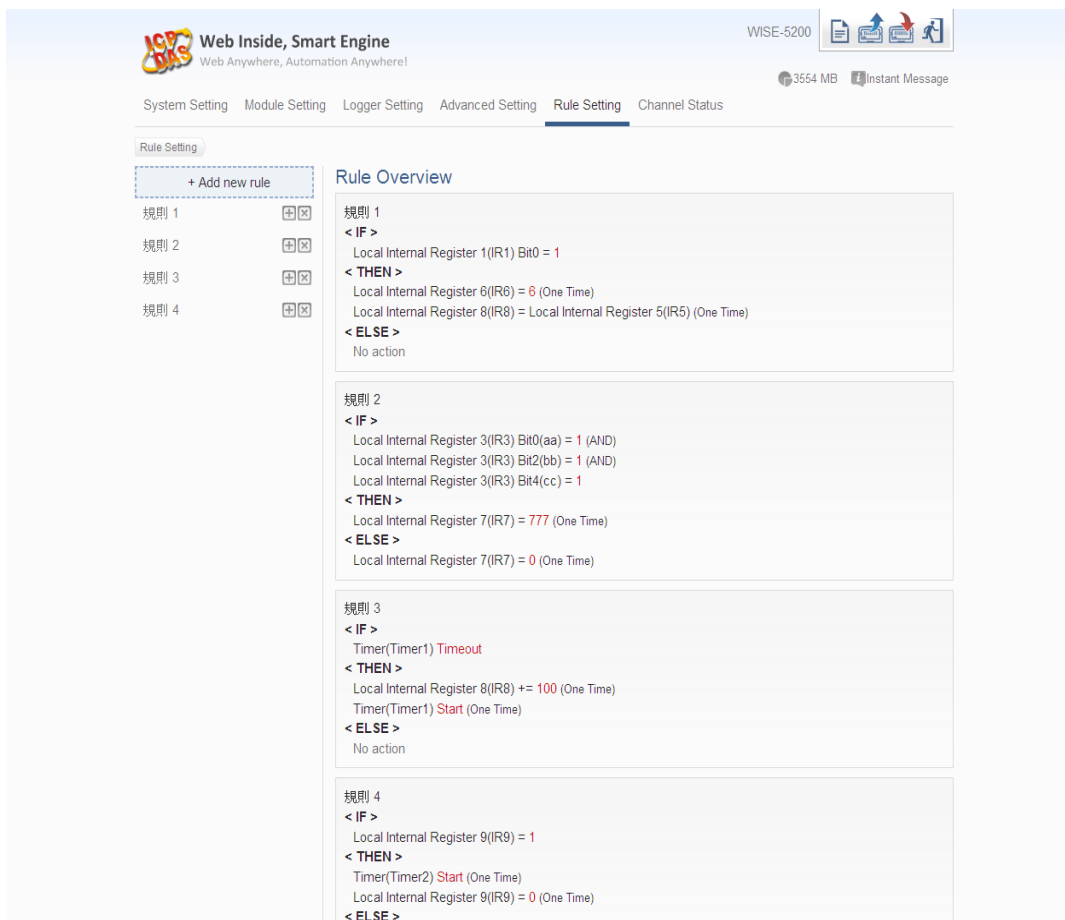 ICP DAS
Web Inside, Smart Engine
Web Anywhere, Automation Anywhere!
WISE-5200
3554 MB Instant Message
System Setting Module Setting Logger Setting Advanced Setting Rule Setting Channel Status
Rule Setting
+ Add new rule
規則 1
規則 2
規則 3
規則 4
Rule Overview
規則 1
< IF >
Local Internal Register 1(IR1) Bit0 = 1
< THEN >
Local Internal Register 6(IR6) = 6 (One Time)
Local Internal Register 8(IR8) = Local Internal Register 5(IR5) (One Time)
< ELSE >
No action
規則 2
< IF >
Local Internal Register 3(IR3) Bit0(aa) = 1 (AND)
Local Internal Register 3(IR3) Bit2(bb) = 1 (AND)
Local Internal Register 3(IR3) Bit4(cc) = 1
< THEN >
Local Internal Register 7(IR7) = 777 (One Time)
< ELSE >
Local Internal Register 7(IR7) = 0 (One Time)
規則 3
< IF >
Timer(Timer1) Timeout
< THEN >
Local Internal Register 8(IR8) += 100 (One Time)
Timer(Timer1) Start (One Time)
< ELSE >
No action
規則 4
< IF >
Local Internal Register 9(IR9) = 1
< THEN >
Timer(Timer2) Start (One Time)
Local Internal Register 9(IR9) = 0 (One Time)
< ELSE >